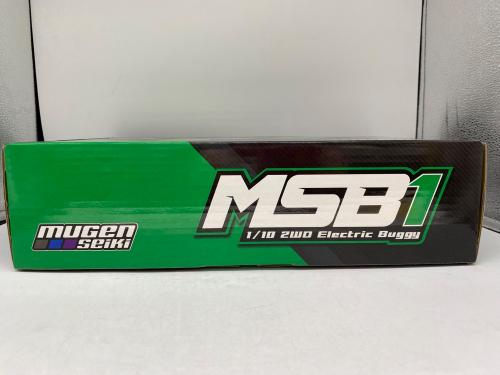 MSB1
1/10 2WD Electric Buggy
mugen
seiki